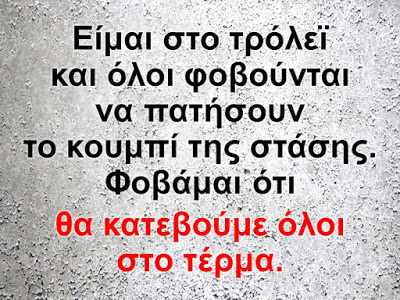 Είμαι στο τρόλεϊ
και όλοι φοβούνται
να πατήσουν
το κουμπί της στάσης.
Φοβάμαι ότι
θα κατεβούμε όλοι
στο τέρμα.